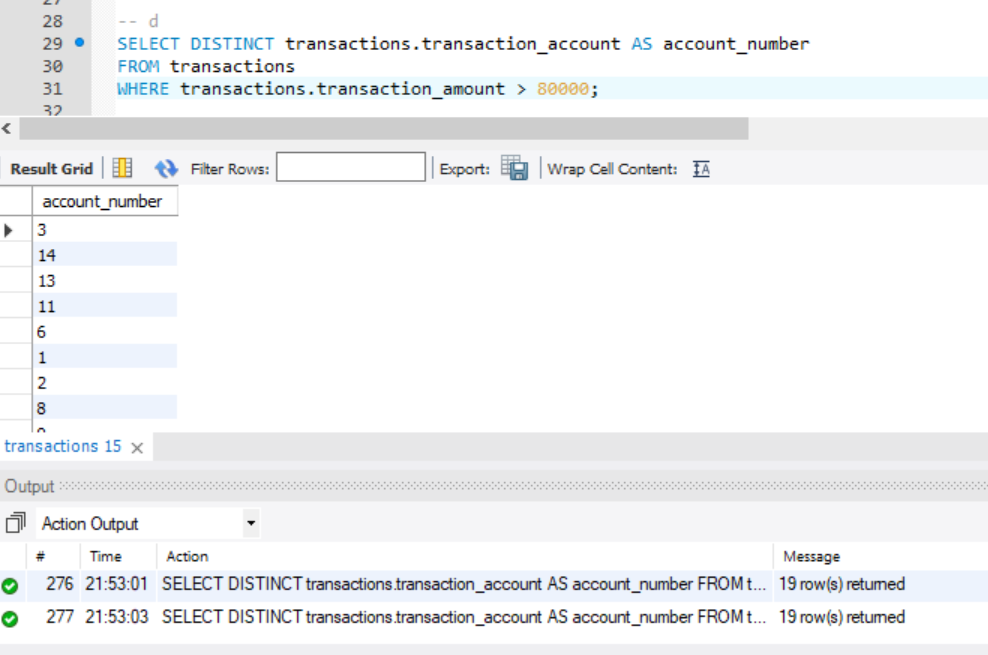 27
28 -- d
29 SELECT DISTINCT transactions.transaction_account AS account_number
30 FROM transactions
31 WHERE transactions.transaction_amount > 80000;
32
Result Grid Filter Rows: Export: Wrap Cell Content:
account_number
3
14
13
11
6
1
2
8
transactions 15
Output
Action Output
# Time Action Message
276 21:53:01 SELECT DISTINCT transactions.transaction_account AS account_number FROM t... 19 row(s) returned
277 21:53:03 SELECT DISTINCT transactions.transaction_account AS account_number FROM t... 19 row(s) returned